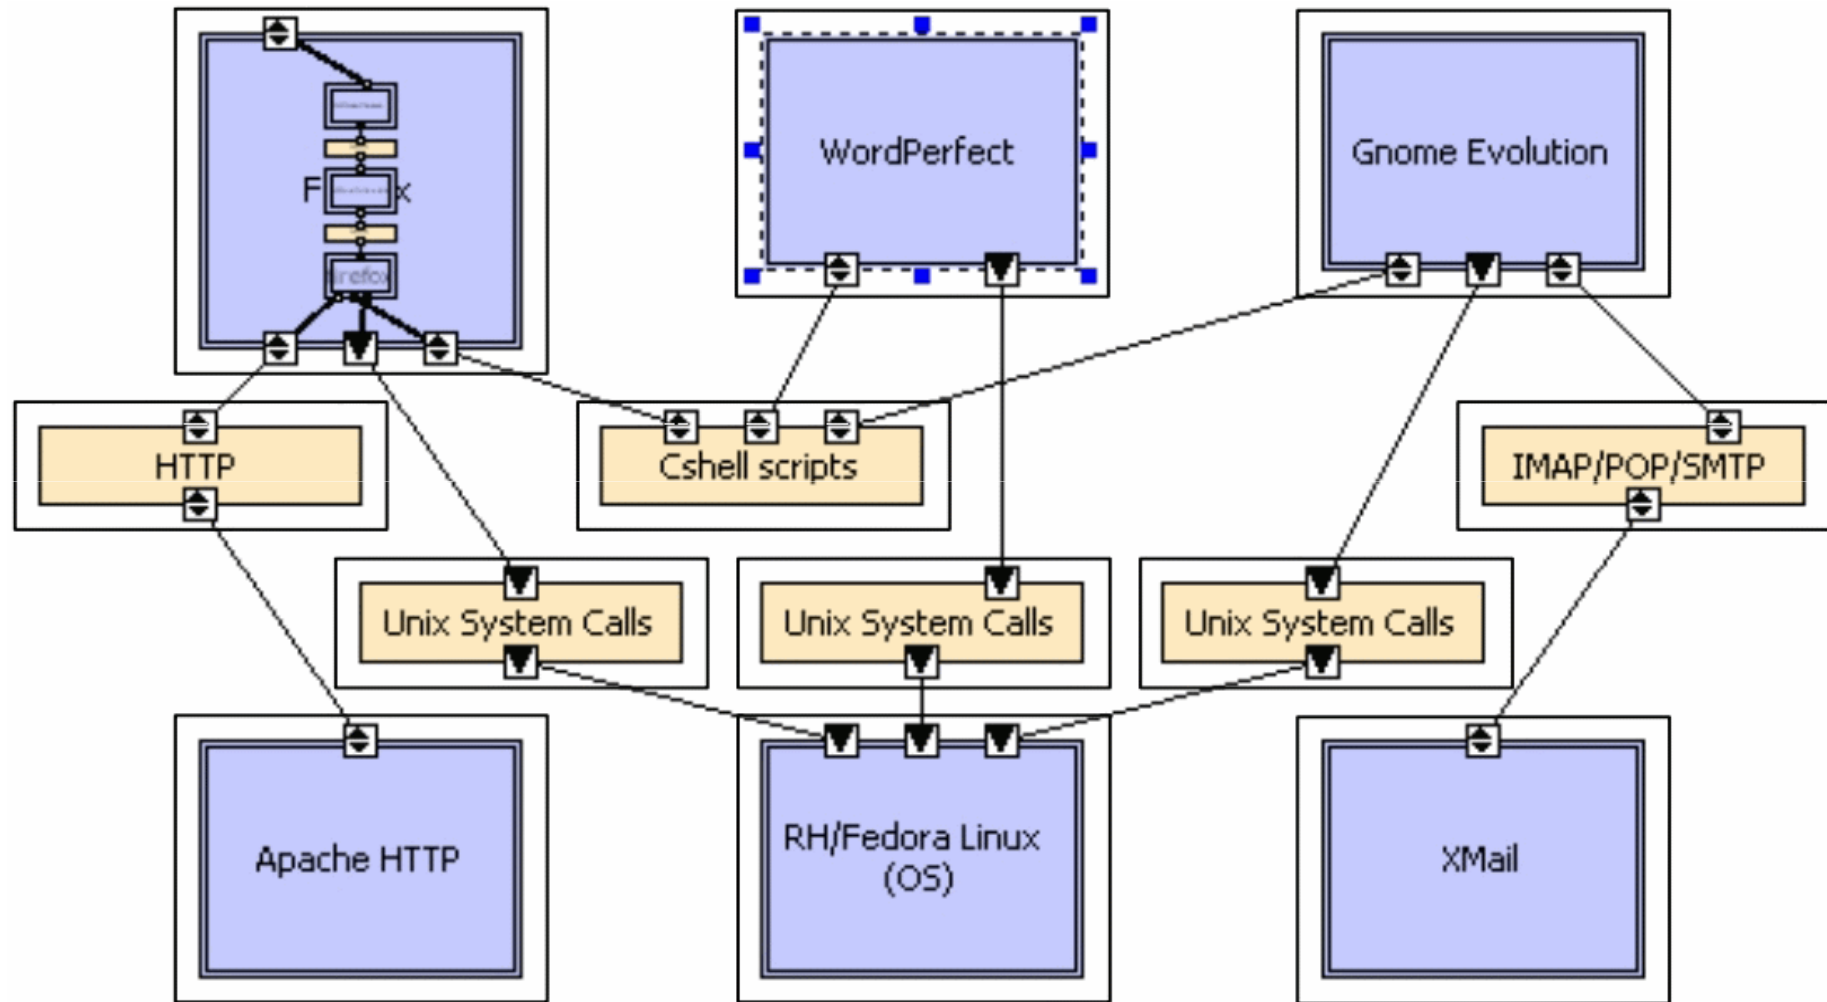 F x
firefox
WordPerfect
Gnome Evolution
HTTP
Cshell scripts
IMAP/POP/SMTP
Unix System Calls
Unix System Calls
Unix System Calls
Apache HTTP
RH/Fedora Linux
(OS)
XMail